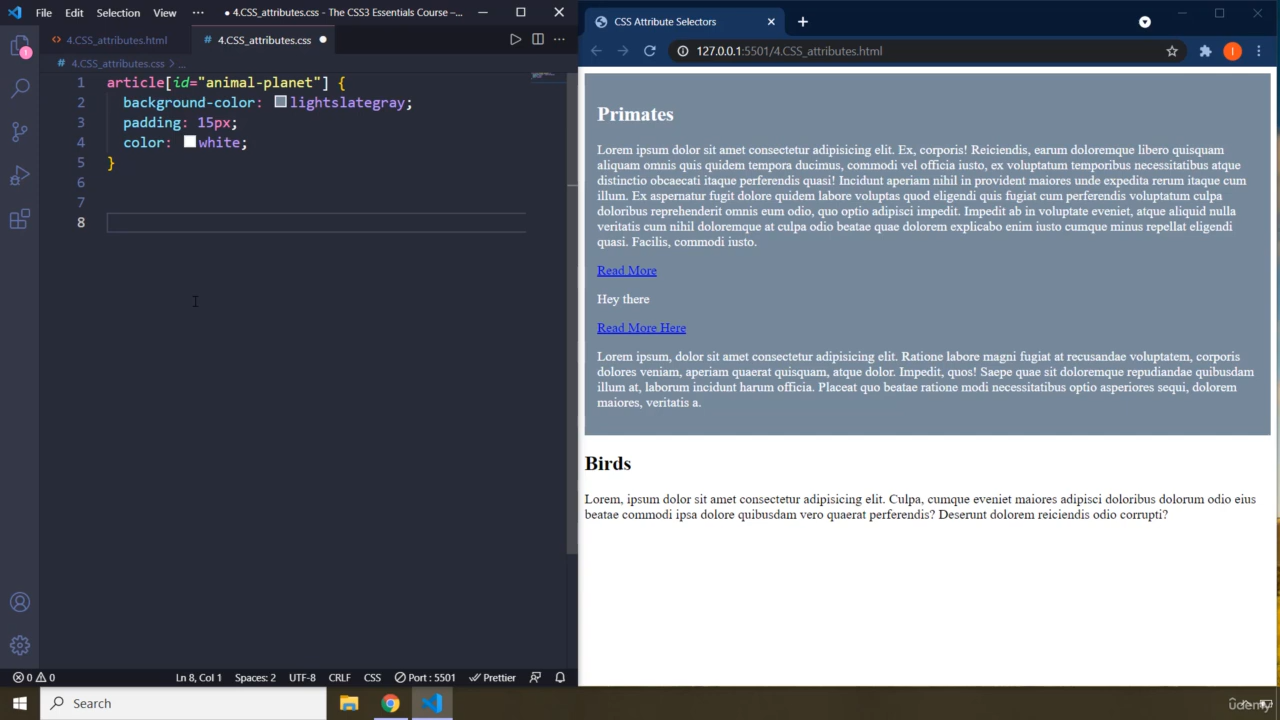 File Edit Selection View ··· ● 4.CSS_attributes.css - The CSS3 Essentials Course –...
<> 4.CSS_attributes.html # 4.CSS_attributes.css ● ···
# 4.CSS_attributes.css > ...
1
1 article[id="animal-planet"] {
2 background-color: lightslategray;
3 padding: 15px;
4 color: white;
5 }
6
7
8
Ln 8, Col 1 Spaces: 2 UTF-8 CRLF CSS Port : 5501 Prettier
0 0
Search
CSS Attribute Selectors
127.0.0.1:5501/4.CSS_attributes.html
I
Primates
Lorem ipsum dolor sit amet consectetur adipisicing elit. Ex, corporis! Reiciendis, earum doloremque libero quisquam
aliquam omnis quis quidem tempora ducimus, commodi vel officia iusto, ex voluptatum temporibus necessitatibus atque
distinctio obcaecati itaque perferendis quasi! Incidunt aperiam nihil in provident maiores unde expedita rerum itaque cum
illum. Ex aspernatur fugit dolore quidem labore voluptas quod eligendi quis fugiat cum perferendis voluptatum culpa
doloribus reprehenderit omnis eum odio, quo optio adipisci impedit. Impedit ab in voluptate eveniet, atque aliquid nulla
veritatis cum nihil doloremque at culpa odio beatae quae dolorem explicabo enim iusto cumque minus repellat eligendi
quasi. Facilis, commodi iusto.
Read More
Hey there
Read More Here
Lorem ipsum, dolor sit amet consectetur adipisicing elit. Ratione labore magni fugiat at recusandae voluptatem, corporis
dolores veniam, aperiam quaerat quisquam, atque dolor. Impedit, quos! Saepe quae sit doloremque repudiandae quibusdam
illum at, laborum incidunt harum officia. Placeat quo beatae ratione modi necessitatibus optio asperiores sequi, dolorem
maiores, veritatis a.
Birds
Lorem, ipsum dolor sit amet consectetur adipisicing elit. Culpa, cumque eveniet maiores adipisci doloribus dolorum odio eius
beatae commodi ipsa dolore quibusdam vero quaerat perferendis? Deserunt dolorem reiciendis odio corrupti?
udemy